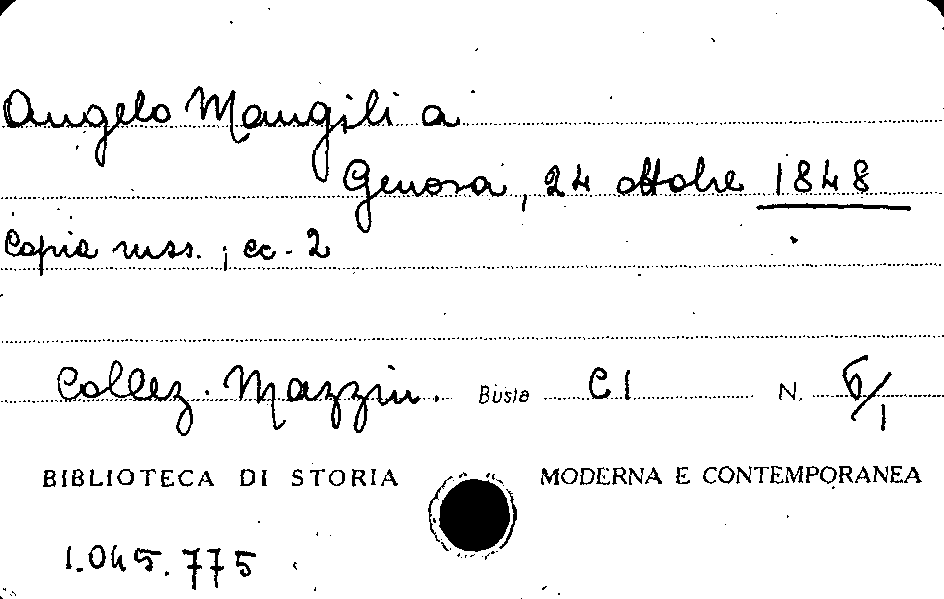 Angelo Mangili a
Genova, 24 ottobre 1848
Copia mss. ; cc. 2
Collez. Mazzin. Busta CI N. 6/1
BIBLIOTECA DI STORIA MODERNA E CONTEMPORANEA
1.045.775